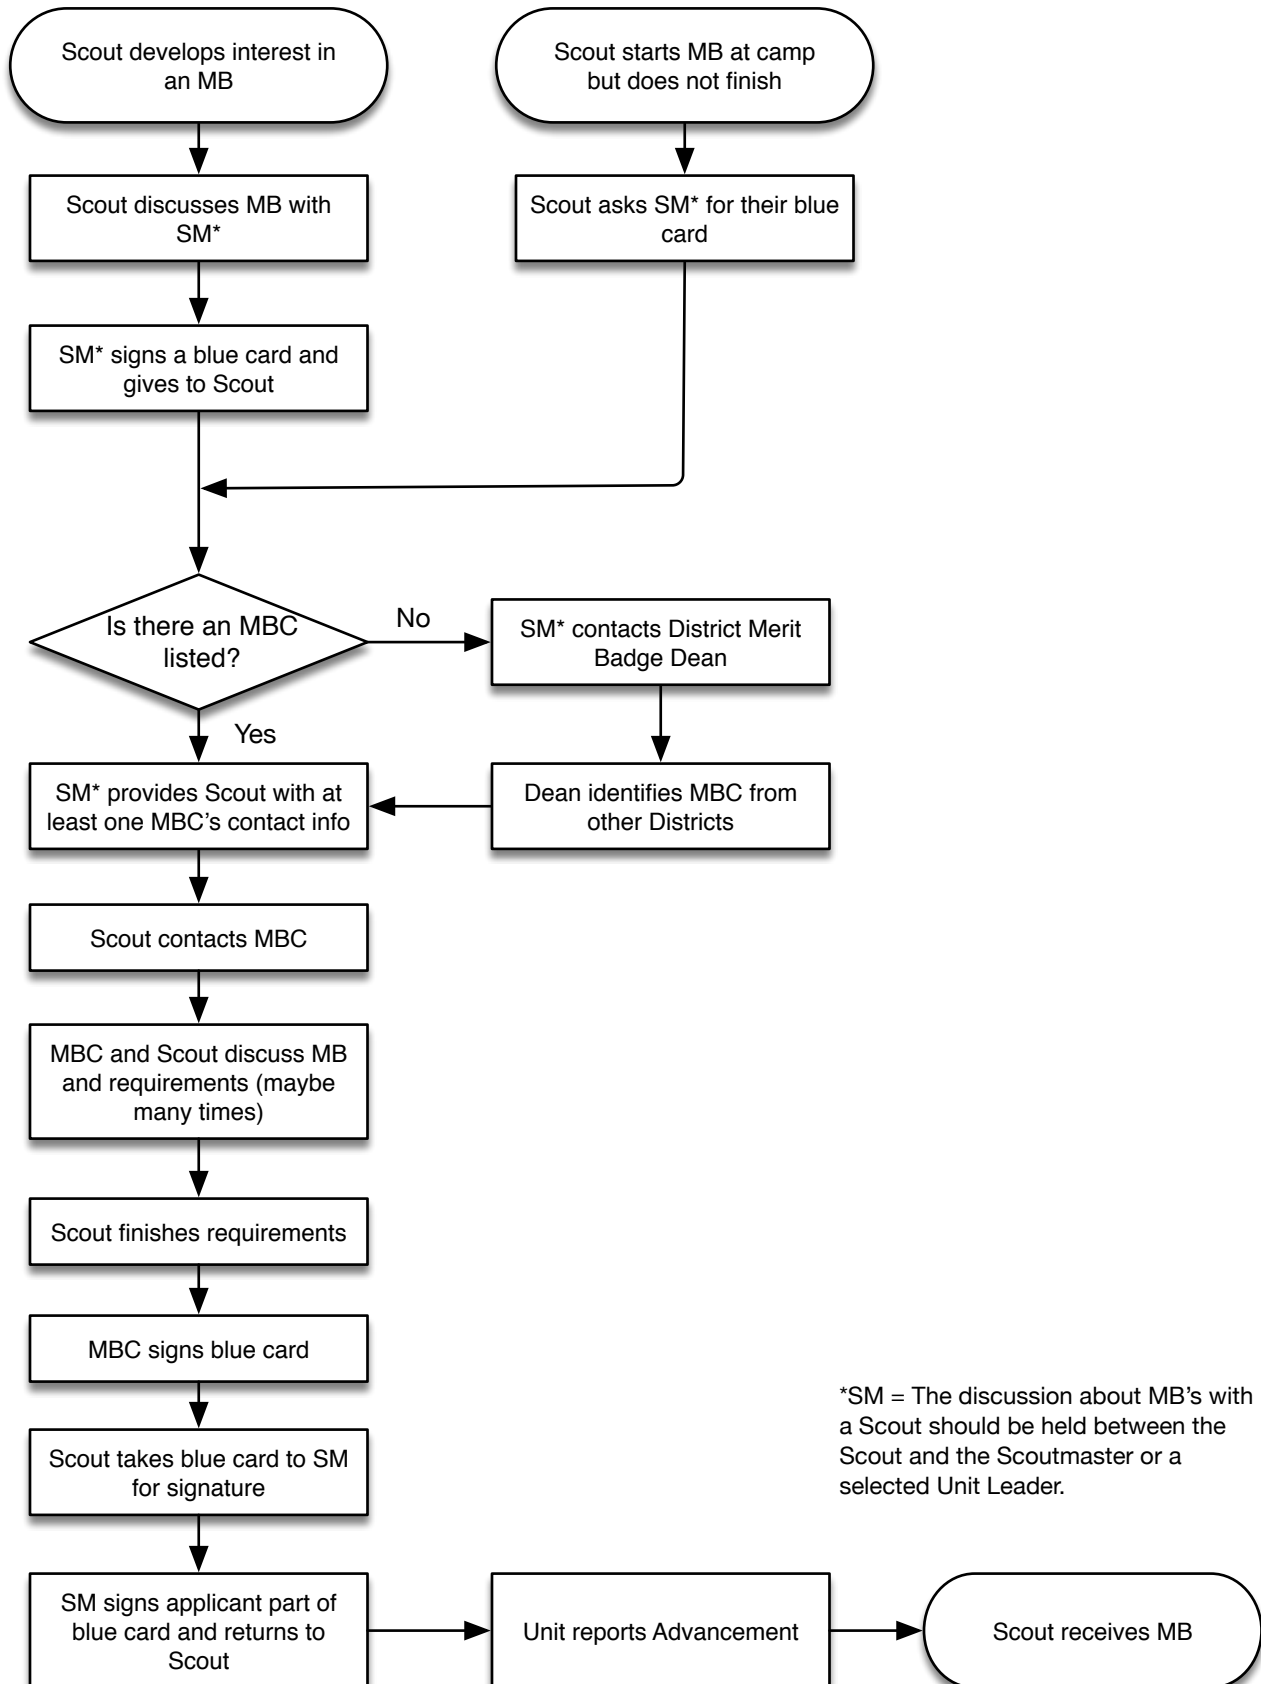 Scout develops interest in
an MB
Scout starts MB at camp
but does not finish
Scout discusses MB with
SM*
Scout asks SM* for their blue
card
SM* signs a blue card and
gives to Scout
Is there an MBC
listed?
No
SM* contacts District Merit
Badge Dean
Yes
SM* provides Scout with at
least one MBC's contact info
Dean identifies MBC from
other Districts
Scout contacts MBC
MBC and Scout discuss MB
and requirements (maybe
many times)
Scout finishes requirements
MBC signs blue card
*SM = The discussion about MB's with
a Scout should be held between the
Scout and the Scoutmaster or a
selected Unit Leader.
Scout takes blue card to SM
for signature
SM signs applicant part of
blue card and returns to
Scout
Unit reports Advancement
Scout receives MB